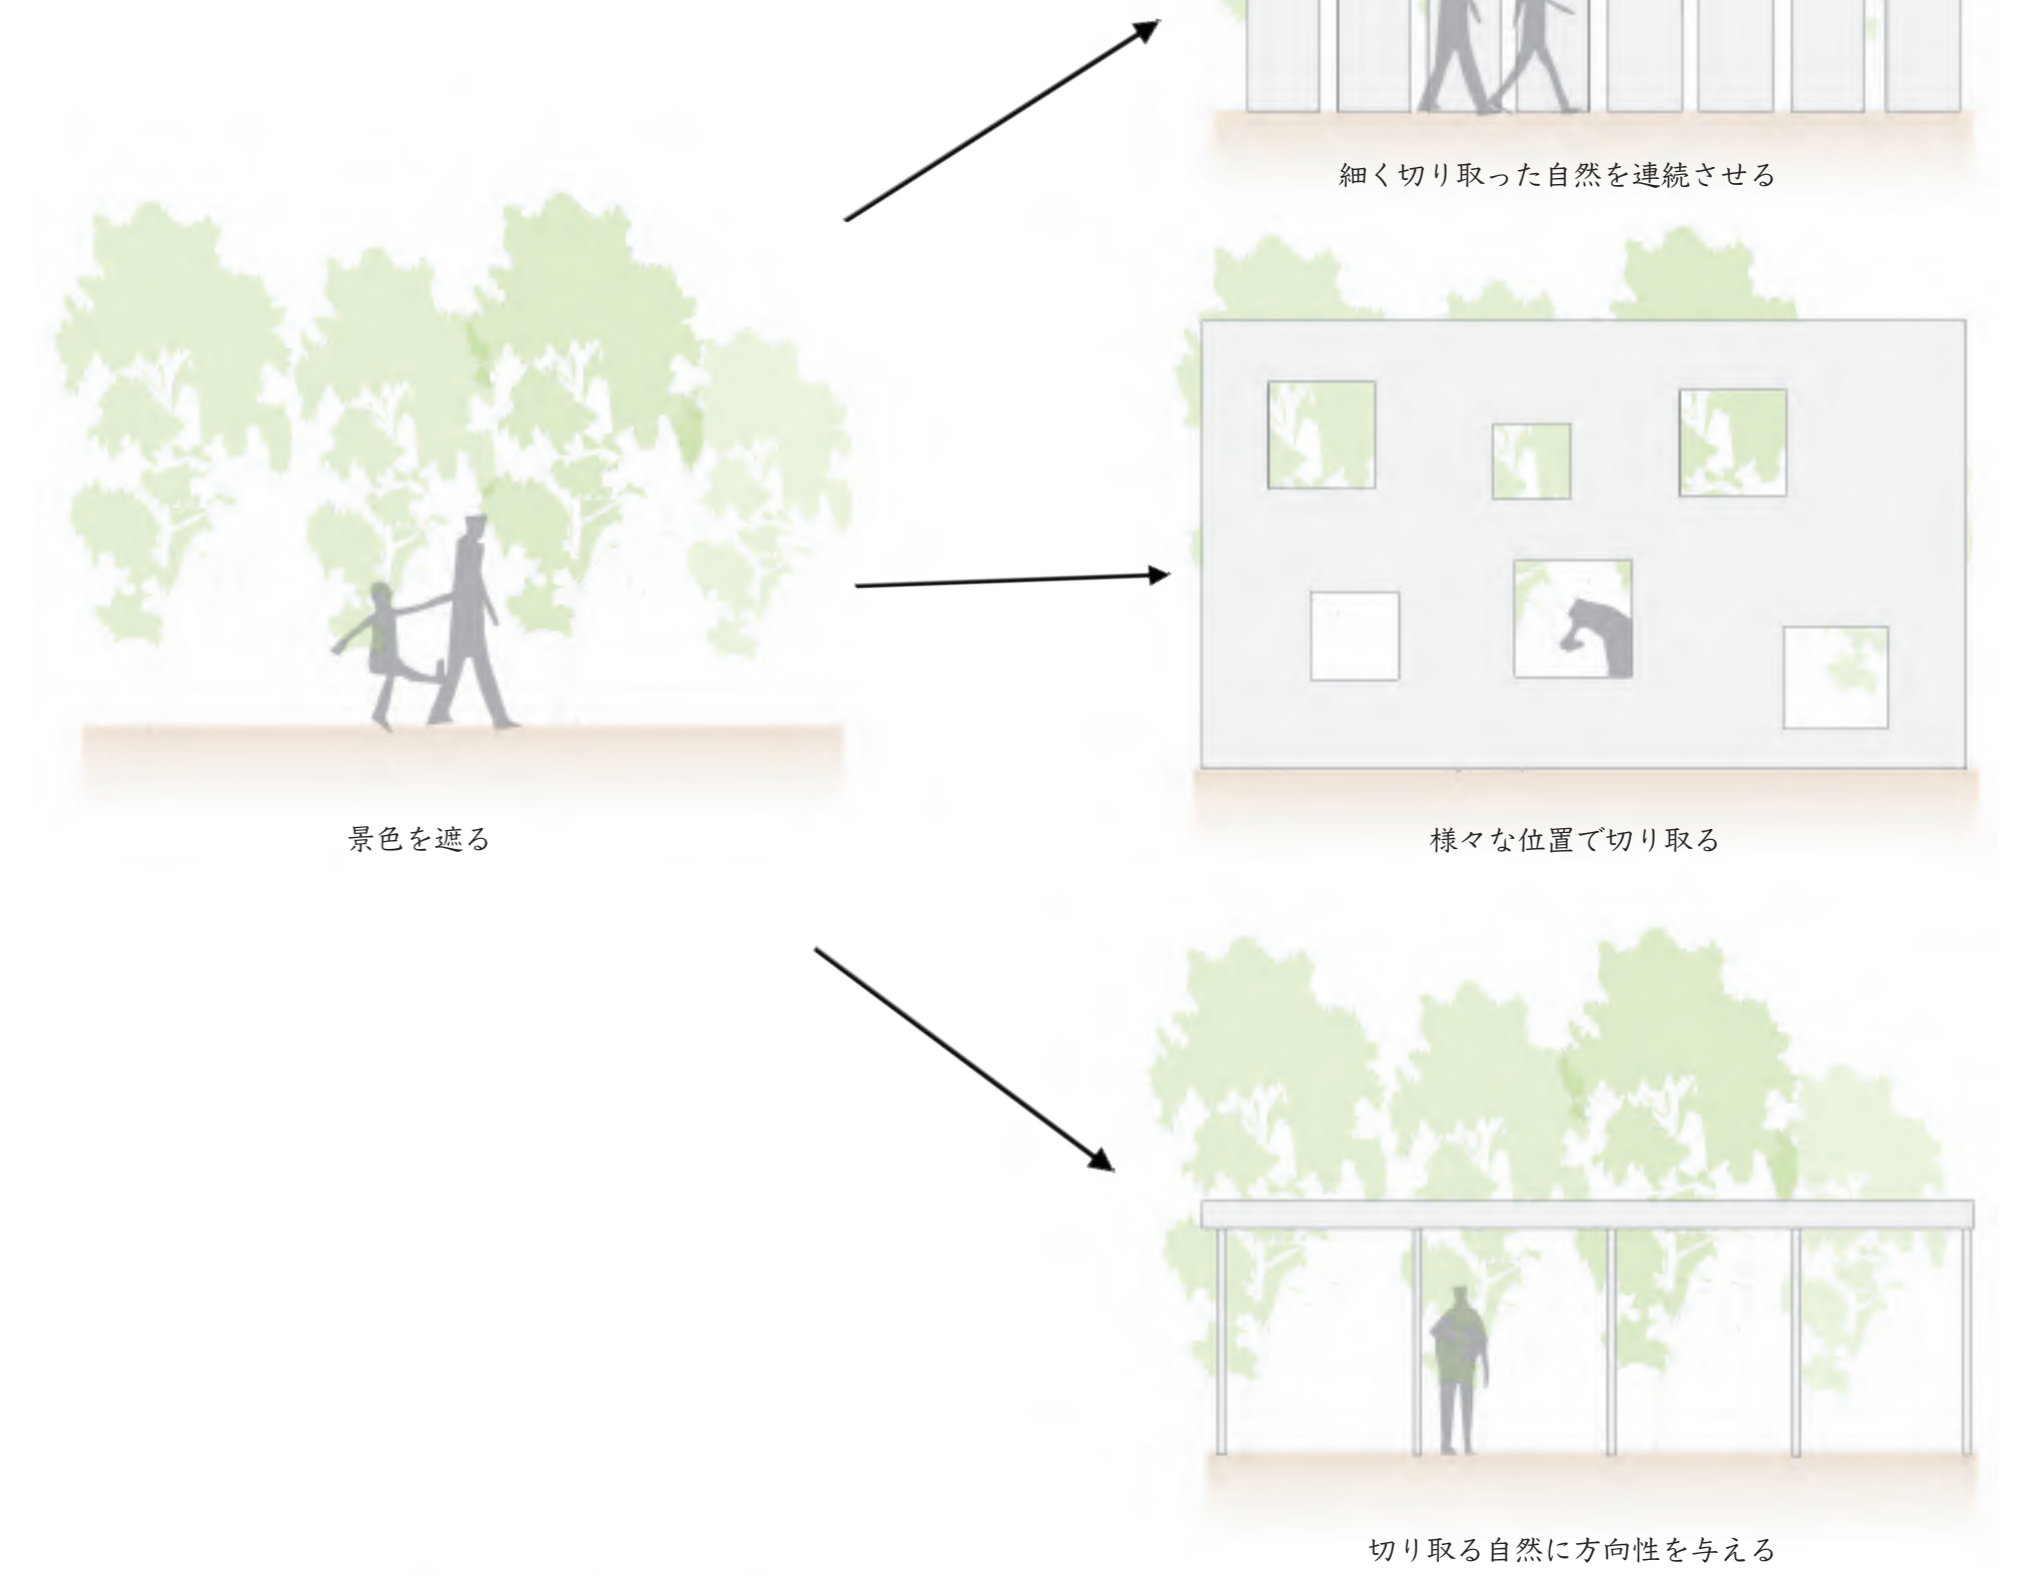 細く切り取った自然を連続させる
景色を遮る
様々な位置で切り取る
切り取る自然に方向性を与える